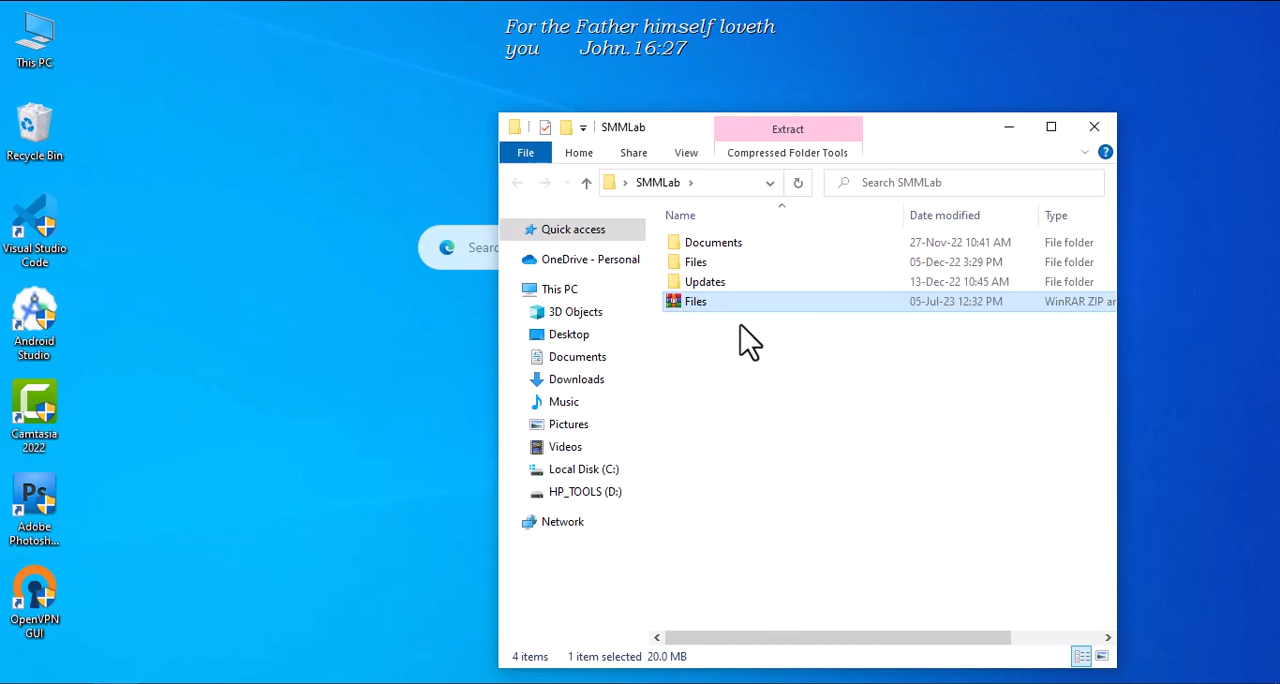 For the Father himself loveth
you John.16:27
This PC
Recycle Bin
Visual Studio
Code
Android
Studio
Camtasia
2022
Ps
Adobe
Photosh...
OpenVPN
GUI
Sear
SMMLab
Extract
File
Home
Share
View
Compressed Folder Tools
SMMLab
Search SMMLab
Name
Date modified
Type
Quick access
OneDrive - Personal
This PC
3D Objects
Desktop
Documents
Downloads
Music
Pictures
Videos
Local Disk (C:)
HP_TOOLS (D:)
Network
Documents 27-Nov-22 10:41 AM File folder
Files 05-Dec-22 3:29 PM File folder
Updates 13-Dec-22 10:45 AM File folder
Files 05-Jul-23 12:32 PM WinRAR ZIP ar
4 items 1 item selected 20.0 MB